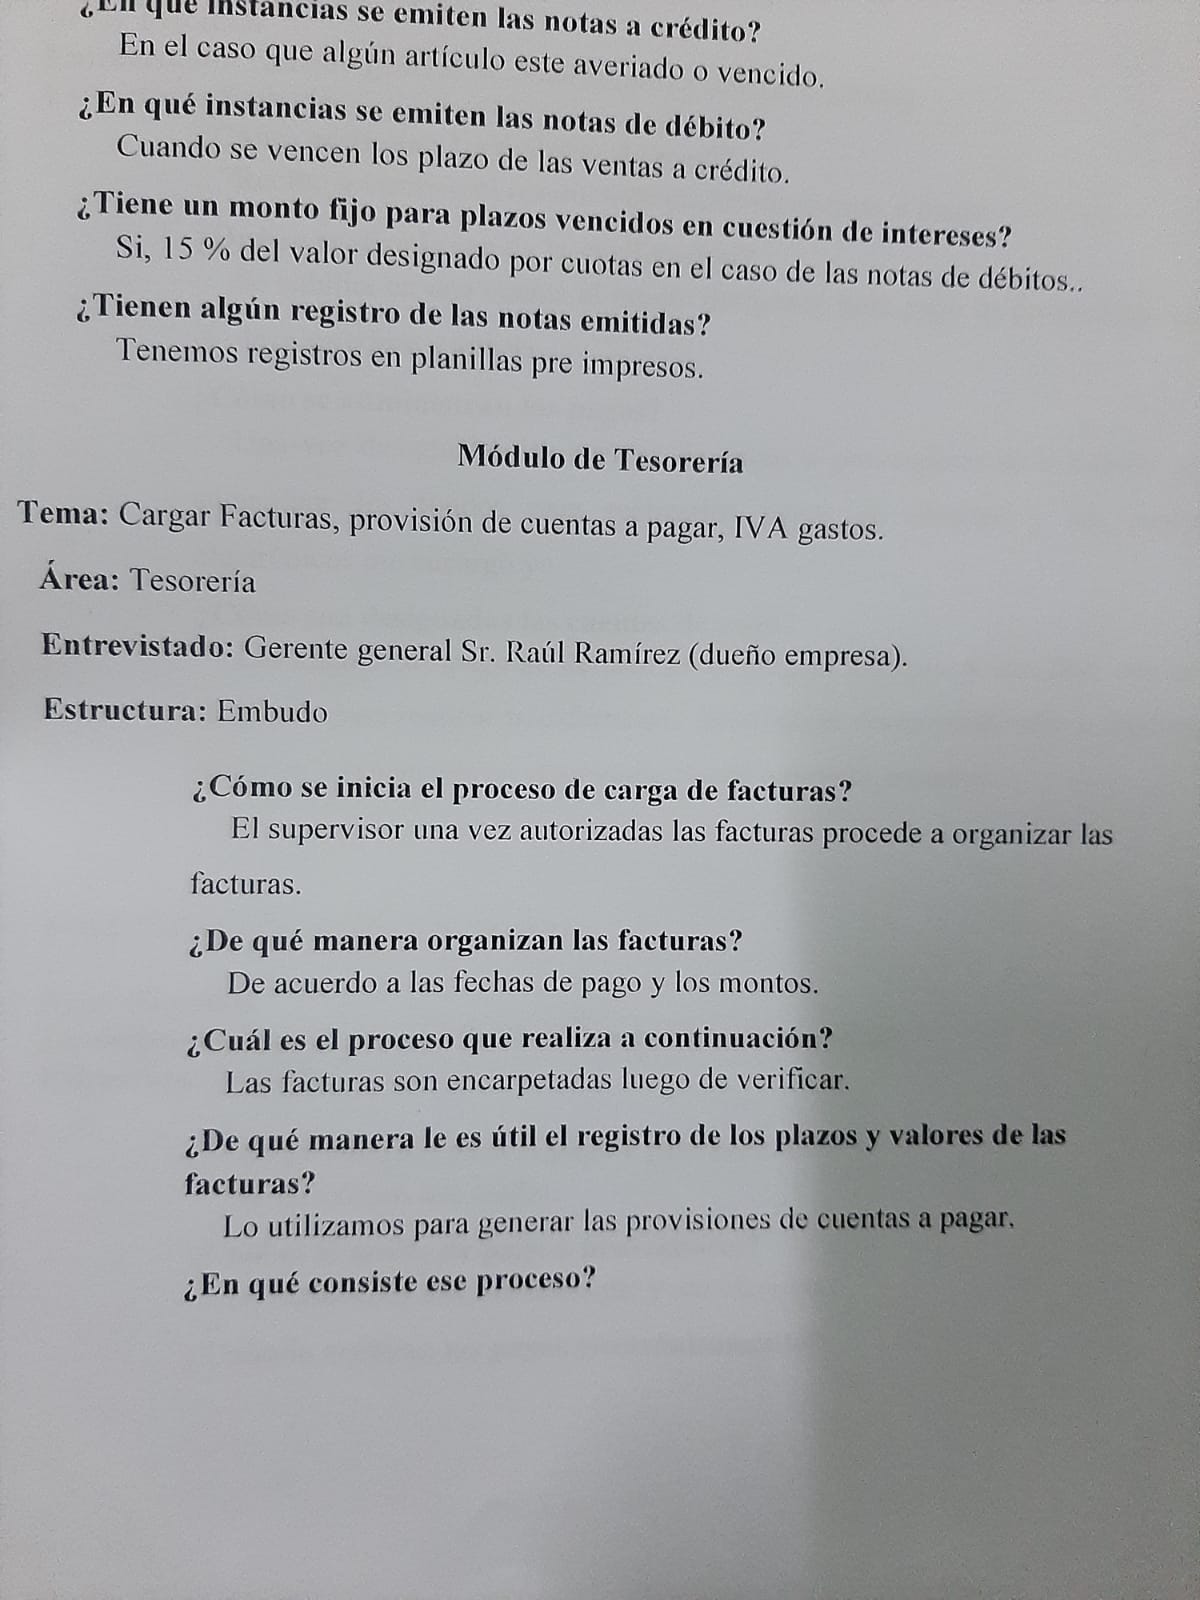 ¿En qué instancias se emiten las notas a crédito?
En el caso que algún artículo este averiado o vencido.
¿En qué instancias se emiten las notas de débito?
Cuando se vencen los plazo de las ventas a crédito.
¿Tiene un monto fijo para plazos vencidos en cuestión de intereses?
Si, 15 % del valor designado por cuotas en el caso de las notas de débitos..
¿Tienen algún registro de las notas emitidas?
Tenemos registros en planillas pre impresos.
Módulo de Tesorería
Tema: Cargar Facturas, provisión de cuentas a pagar, IVA gastos.
Área: Tesorería
Entrevistado: Gerente general Sr. Raúl Ramírez (dueño empresa).
Estructura: Embudo
¿Cómo se inicia el proceso de carga de facturas?
El supervisor una vez autorizadas las facturas procede a organizar las
facturas.
¿De qué manera organizan las facturas?
De acuerdo a las fechas de pago y los montos.
¿Cuál es el proceso que realiza a continuación?
Las facturas son encarpetadas luego de verificar.
¿De qué manera le es útil el registro de los plazos y valores de las
facturas?
Lo utilizamos para generar las provisiones de cuentas a pagar.
¿En qué consiste ese proceso?